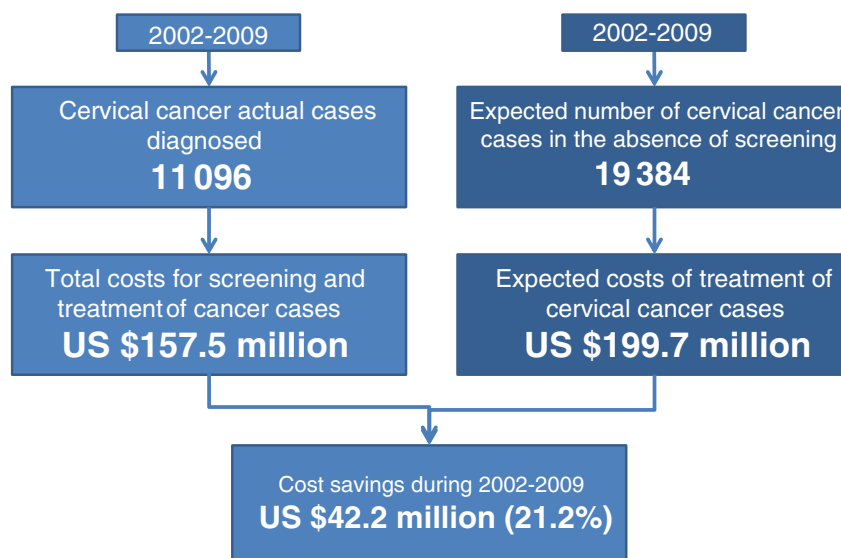 2002-2009
Cervical cancer actual cases
diagnosed
11 096
Total costs for screening and
treatment of cancer cases
US $157.5 million
2002-2009
Expected number of cervical cancer
cases in the absence of screening
19 384
Expected costs of treatment of
cervical cancer cases
US $199.7 million
Cost savings during 2002-2009
US $42.2 million (21.2%)